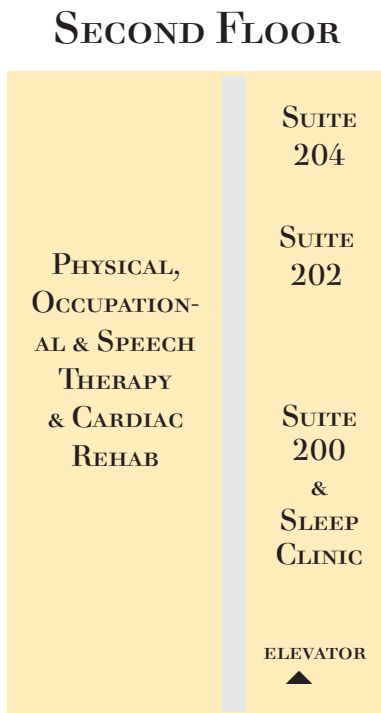 Second Floor
Physical,
Occupation-
al & Speech
Therapy
& Cardiac
Rehab
Suite
204
Suite
202
Suite
200
&
Sleep
Clinic
elevator